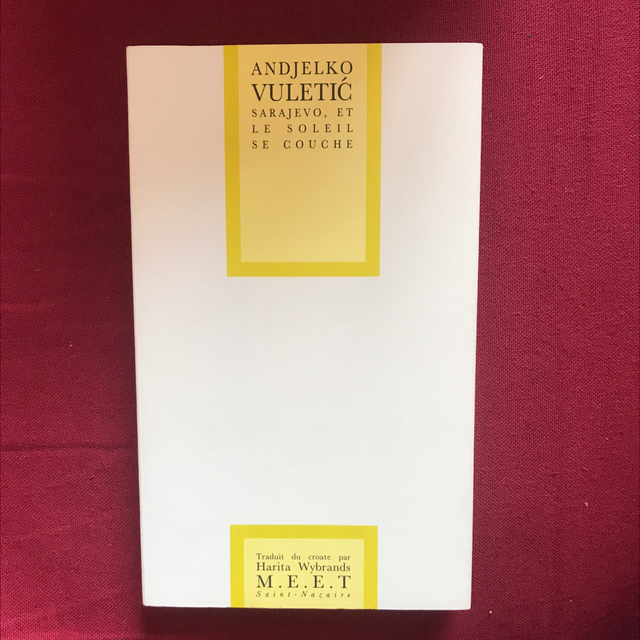 ANDJELKO
VULETIĆ
SARAJEVO, ET
LE SOLEIL
SE COUCHE
Traduit du croate par
Harita Wybrands
M.E.E.T
Saint-Nazaire